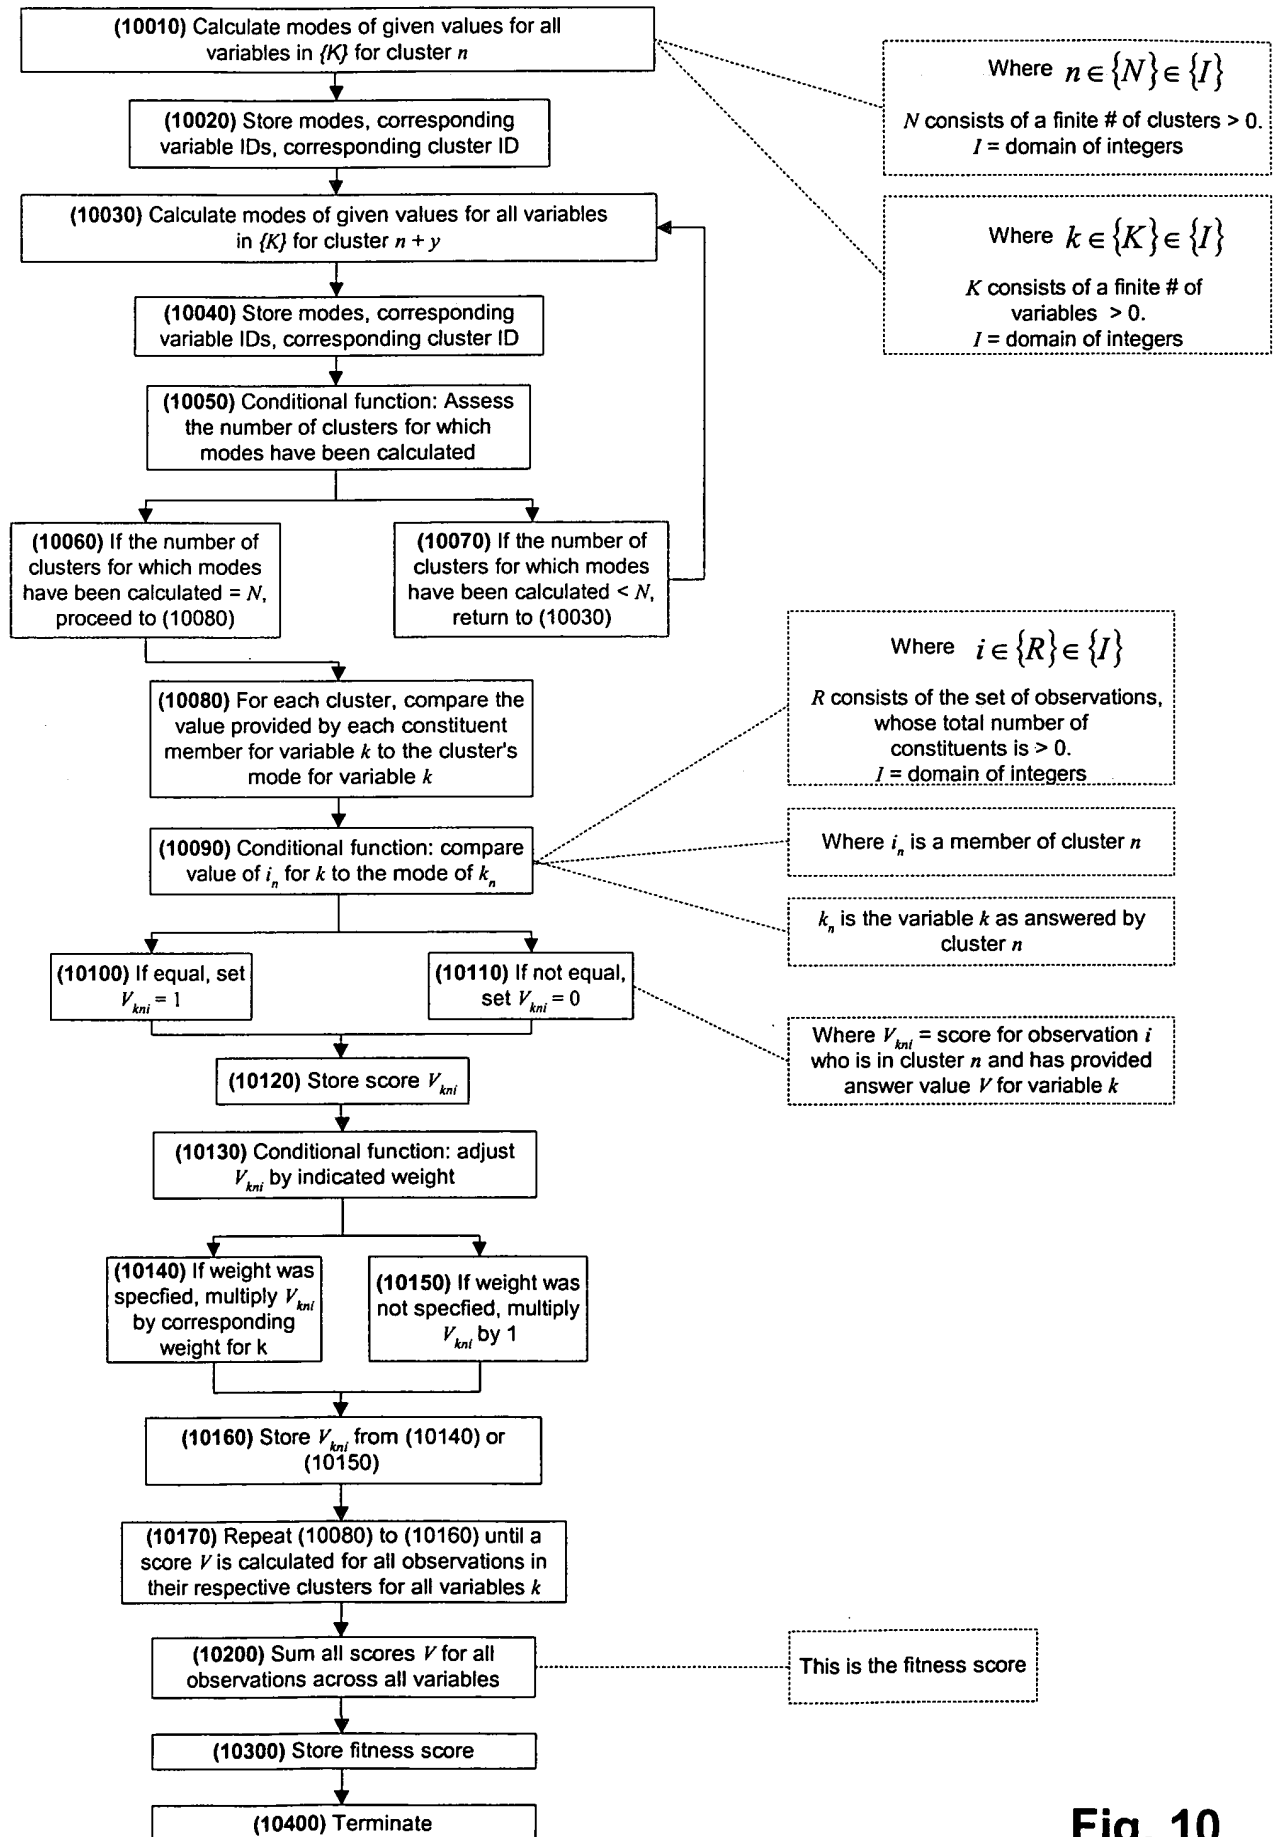 (10010) Calculate modes of given values for all
variables in {K} for cluster n
Where n ∈ {N} ∈ {I}
N consists of a finite # of clusters > 0.
I = domain of integers
(10020) Store modes, corresponding
variable IDs, corresponding cluster ID
(10030) Calculate modes of given values for all variables
in {K} for cluster n + y
Where k ∈ {K} ∈ {I}
K consists of a finite # of
variables > 0.
I = domain of integers
(10040) Store modes, corresponding
variable IDs, corresponding cluster ID
(10050) Conditional function: Assess
the number of clusters for which
modes have been calculated
(10060) If the number of
clusters for which modes
have been calculated = N,
proceed to (10080)
(10070) If the number of
clusters for which modes
have been calculated < N,
return to (10030)
Where i ∈ {R} ∈ {I}
R consists of the set of observations,
whose total number of
constituents is > 0.
I = domain of integers
(10080) For each cluster, compare the
value provided by each constituent
member for variable k to the cluster's
mode for variable k
(10090) Conditional function: compare
value of i_n for k to the mode of k_n
Where i_n is a member of cluster n
k_n is the variable k as answered by
cluster n
(10100) If equal, set
V_kni = 1
(10110) If not equal,
set V_kni = 0
Where V_kni = score for observation i
who is in cluster n and has provided
answer value V for variable k
(10120) Store score V_kni
(10130) Conditional function: adjust
V_kni by indicated weight
(10140) If weight was
specfied, multiply V_kni
by corresponding
weight for k
(10150) If weight was
not specfied, multiply
V_kni by 1
(10160) Store V_kni from (10140) or
(10150)
(10170) Repeat (10080) to (10160) until a
score V is calculated for all observations in
their respective clusters for all variables k
(10200) Sum all scores V for all
observations across all variables
This is the fitness score
(10300) Store fitness score
(10400) Terminate
Fig. 10